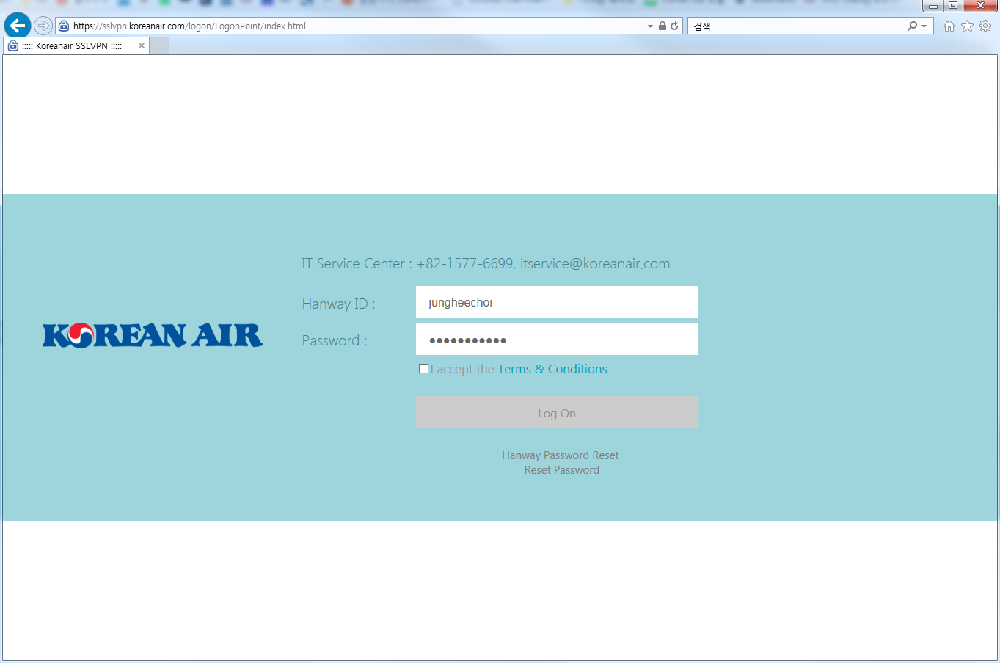 https://sslvpn.koreanair.com/logon/LogonPoint/index.html
검색...
::::: Koreanair SSLVPN :::::
IT Service Center : +82-1577-6699, itservice@koreanair.com
Hanway ID :
jungheechoi
KOREAN AIR
Password :
●●●●●●●●●●●
I accept the Terms & Conditions
Log On
Hanway Password Reset
Reset Password